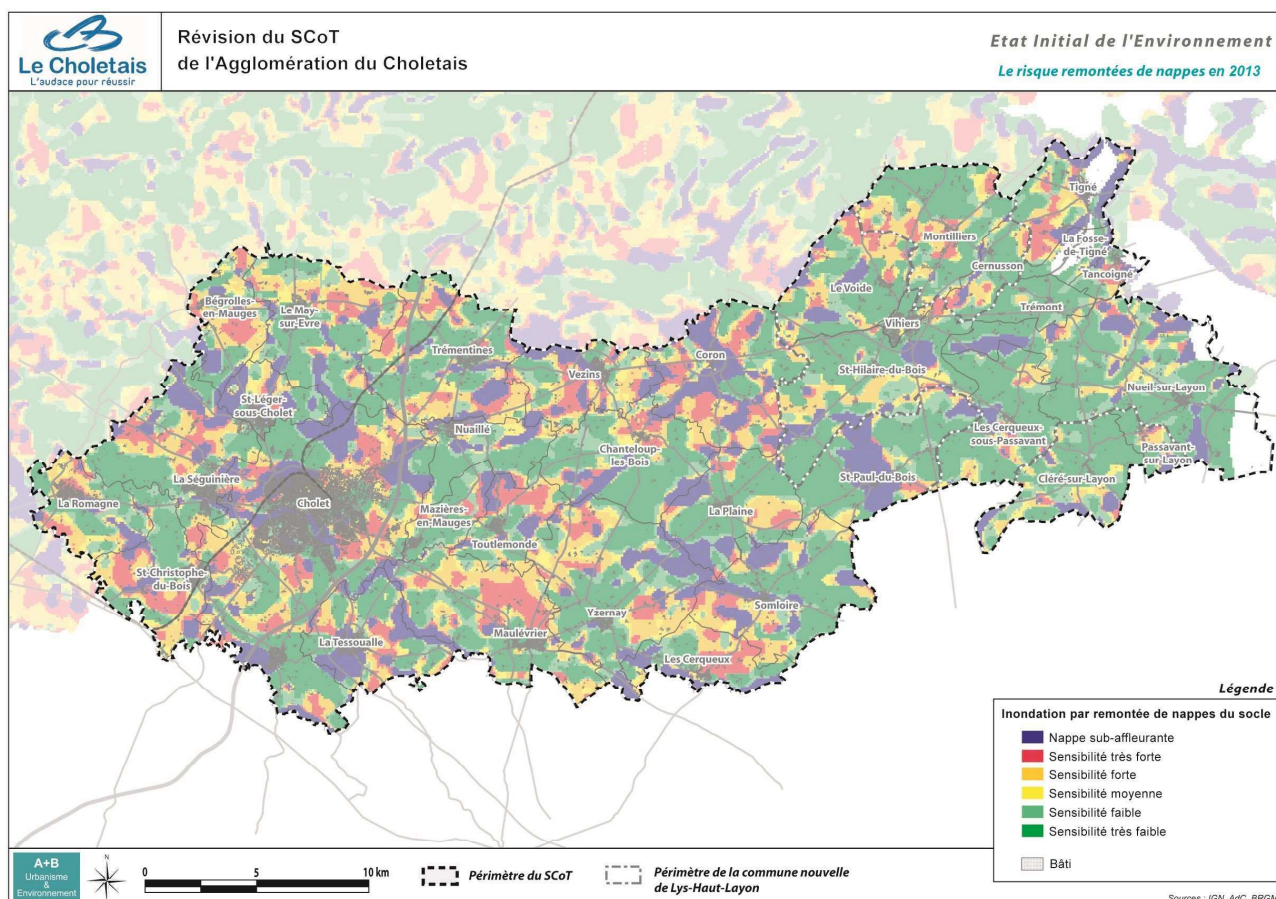 Le Choletais
L'audace pour réussir
Révision du SCoT
de l'Agglomération du Choletais
Etat Initial de l'Environnement
Le risque remontées de nappes en 2013
Tigné
Montilliers
La Fosse-
de-Tigné
Cernusson
Tancoigné
Le Voide
Bégrolles-
en-Mauges
Le May-
sur-Evre
Trémont
Vihiers
Trémentines
Coron
Vezins
St-Hilaire-du-Bois
Nueil-sur-Layon
St-Léger-
sous-Cholet
Nuaillé
Les Cerqueux-
sous-Passavant
Chanteloup-
les-Bois
Passavant-
sur-Layon
La Séguinière
St-Paul-du-Bois
Cléré-sur-Layon
La Romagne
Cholet
Mazières-
en-Mauges
La Plaine
Toutlemonde
St-Christophe-
du-Bois
Somloire
Yzernay
La Tessoualle
Maulévrier
Les Cerqueux
Légende
Inondation par remontée de nappes du socle
Nappe sub-affleurante
Sensibilité très forte
Sensibilité forte
Sensibilité moyenne
Sensibilité faible
Sensibilité très faible
Bâti
A+B
Urbanisme
&
Environnement
N
0 5 10 km
Périmètre du SCoT
Périmètre de la commune nouvelle
de Lys-Haut-Layon
Sources : IGN, AdC, BRGM